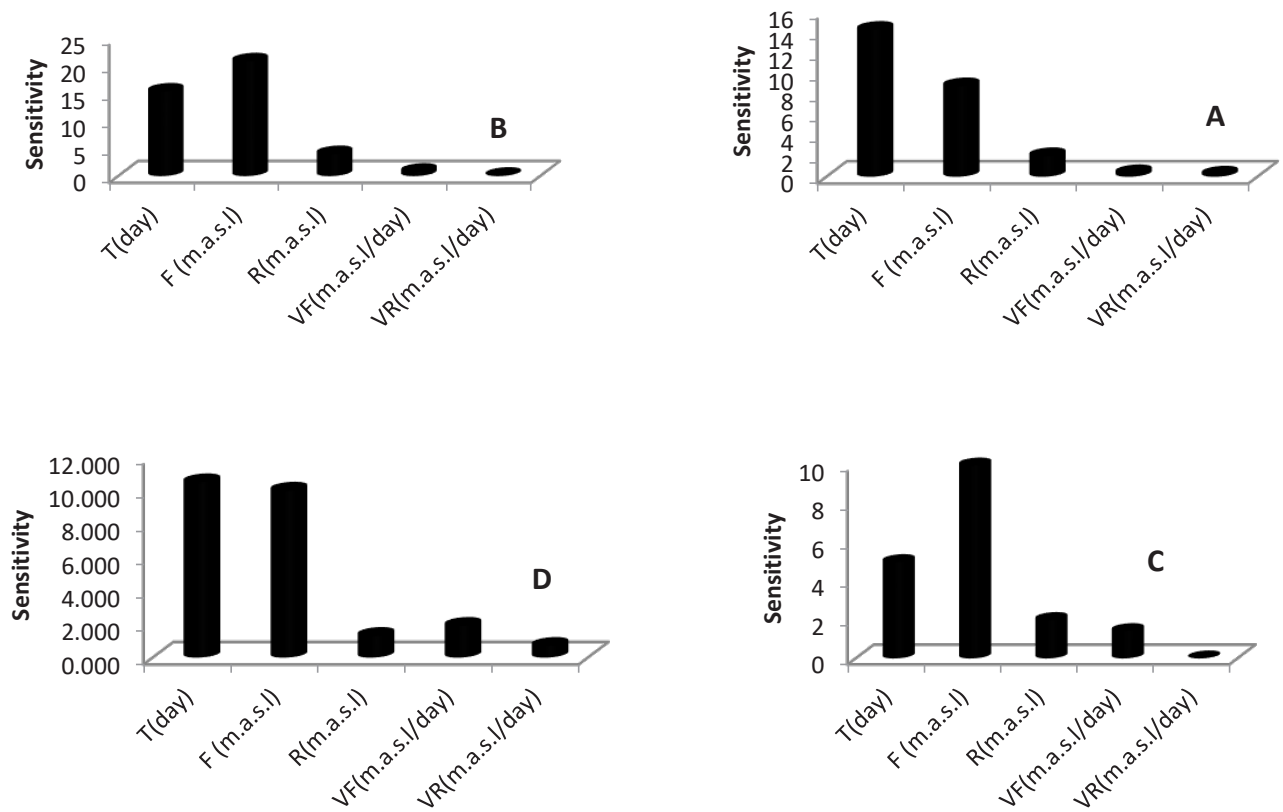 Sensitivity
25
20
15
10
5
0
B
T(day)
F (m.a.s.l)
R(m.a.s.l)
VF(m.a.s.l/day)
VR(m.a.s.l/day)
Sensitivity
16
14
12
10
8
6
4
2
0
A
T(day)
F (m.a.s.l)
R(m.a.s.l)
VF(m.a.s.l/day)
VR(m.a.s.l/day)
Sensitivity
12.000
10.000
8.000
6.000
4.000
2.000
0.000
D
T(day)
F (m.a.s.l)
R(m.a.s.l)
VF(m.a.s.l/day)
VR(m.a.s.l/day)
Sensitivity
10
8
6
4
2
0
C
T(day)
F (m.a.s.l)
R(m.a.s.l)
VF(m.a.s.l/day)
VR(m.a.s.l/day)